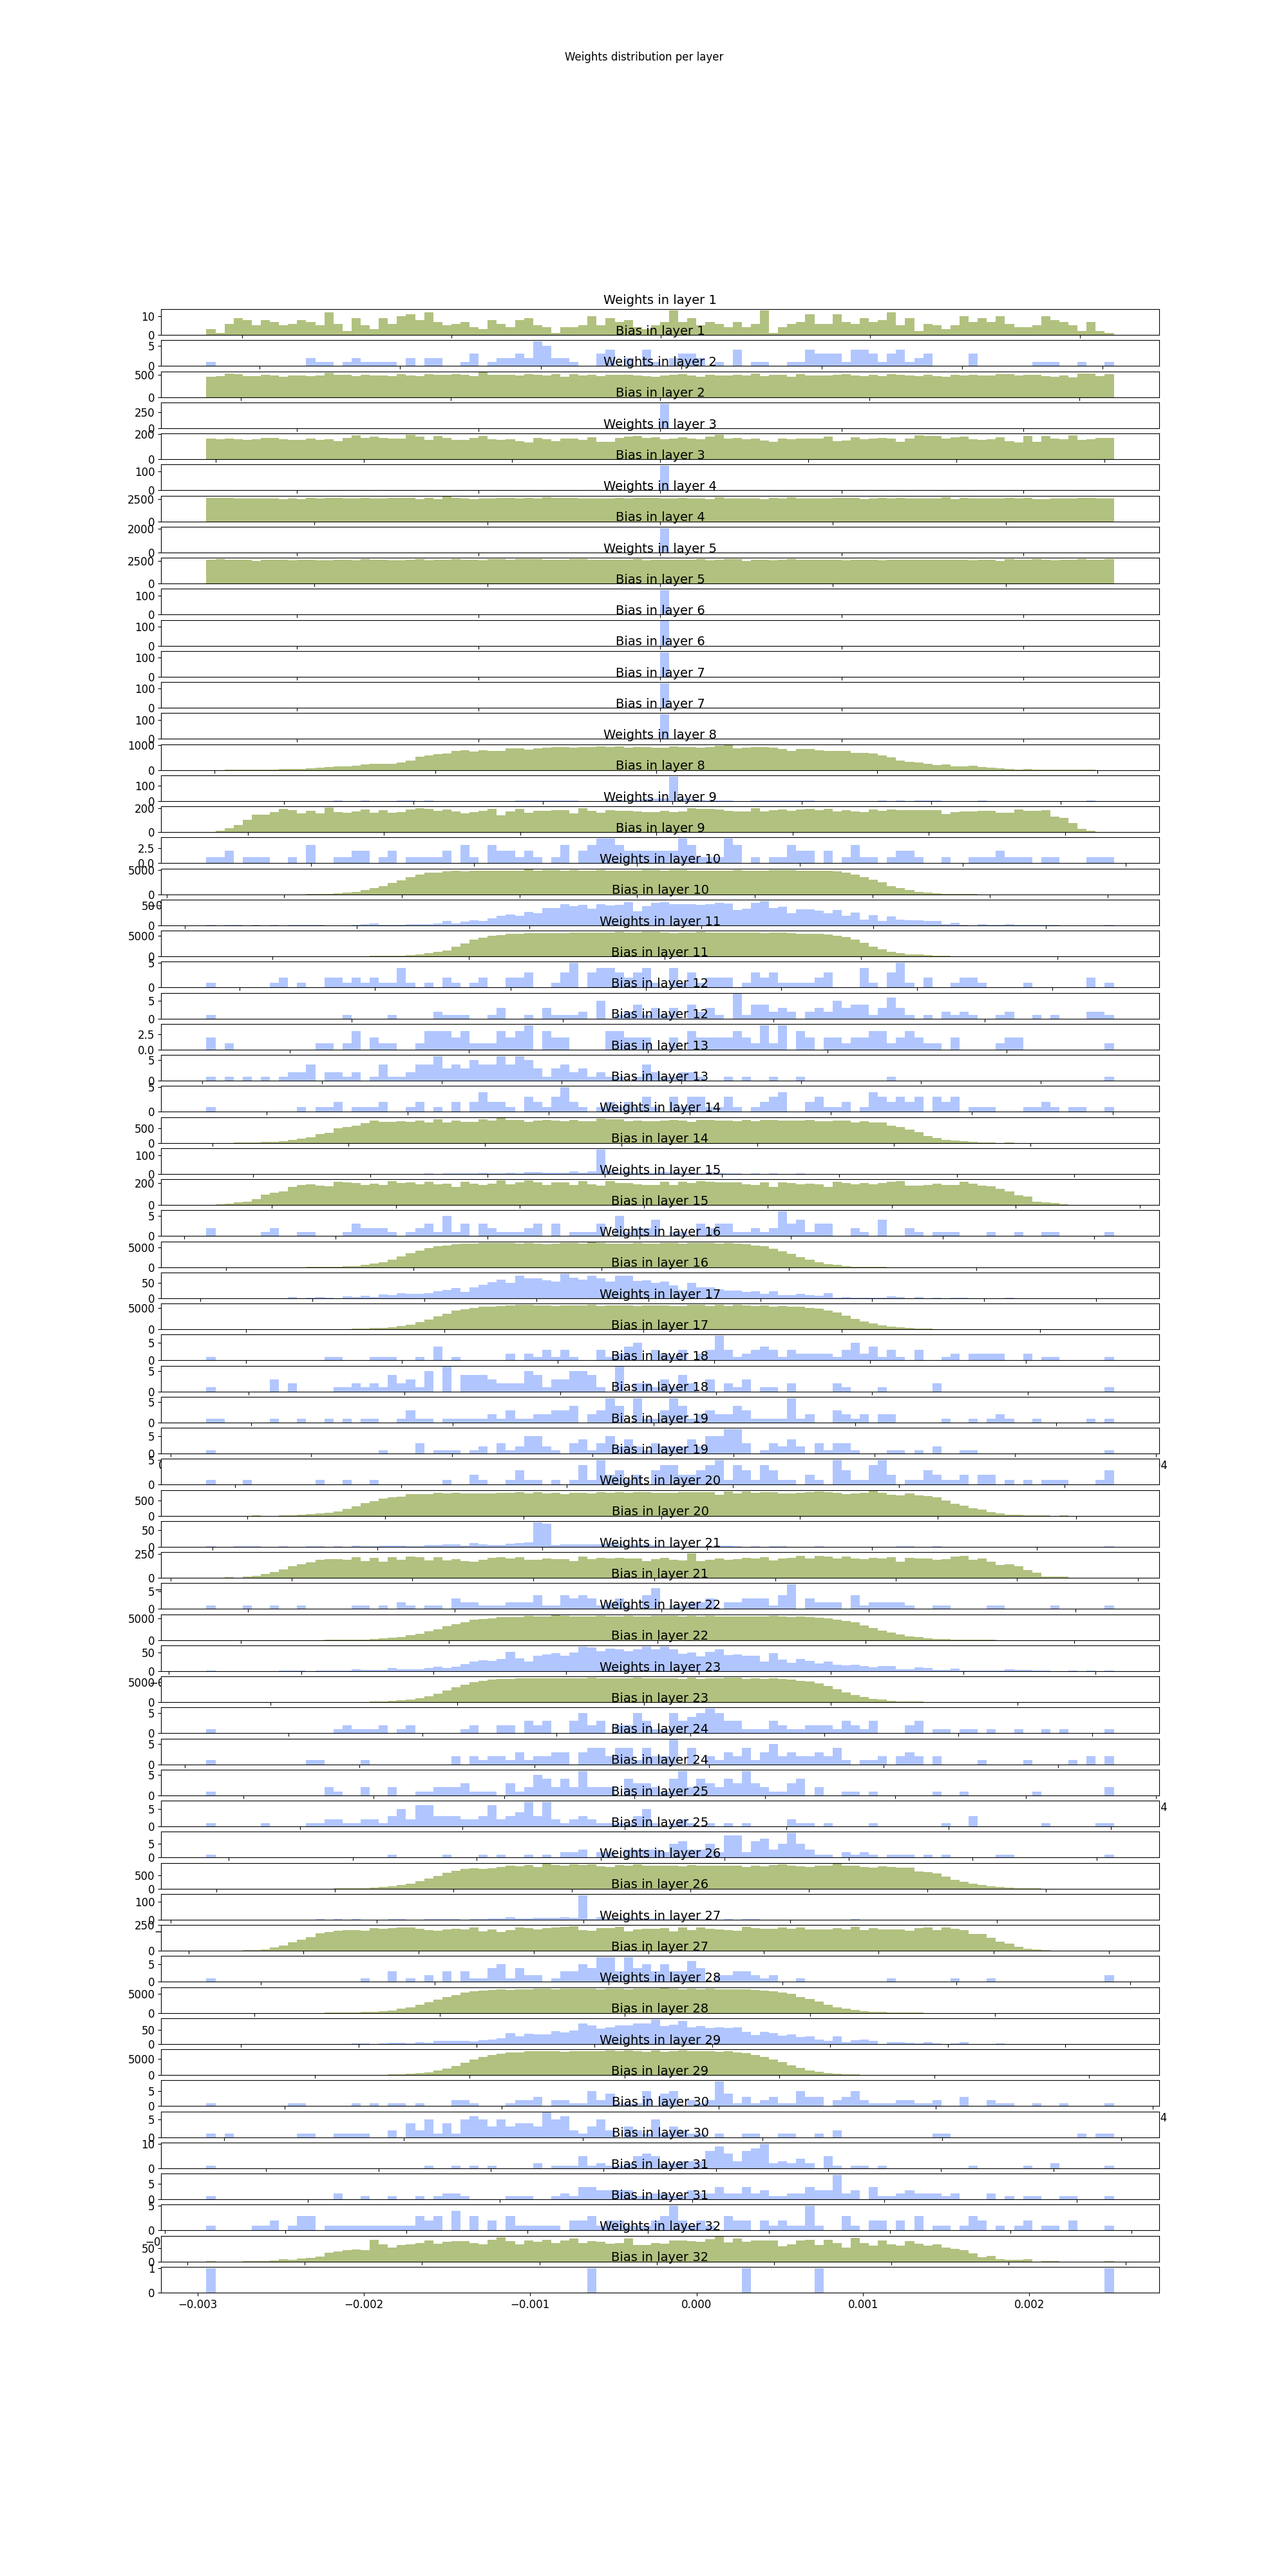 Weights distribution per layer
Weights in layer 1
10
0
Bias in layer 1
5
0
Weights in layer 2
500
0
Bias in layer 2
250
0
Weights in layer 3
200
0
Bias in layer 3
100
0
Weights in layer 4
2500
0
Bias in layer 4
2000
0
Weights in layer 5
2500
0
Bias in layer 5
100
0
Bias in layer 6
100
0
Bias in layer 6
100
0
Bias in layer 7
100
0
Bias in layer 7
100
0
Weights in layer 8
1000
0
Bias in layer 8
100
0
Weights in layer 9
200
0
Bias in layer 9
2.5
0.0
Weights in layer 10
5000
0
Bias in layer 10
50
0
Weights in layer 11
5000
0
Bias in layer 11
5
0
Bias in layer 12
5
0
Bias in layer 12
2.5
0.0
Bias in layer 13
5
0
Bias in layer 13
5
0
Weights in layer 14
500
0
Bias in layer 14
100
0
Weights in layer 15
200
0
Bias in layer 15
5
0
Weights in layer 16
5000
0
Bias in layer 16
50
0
Weights in layer 17
5000
0
Bias in layer 17
5
0
Bias in layer 18
5
0
Bias in layer 18
5
0
Bias in layer 19
5
0
Bias in layer 19
4
5
0
Weights in layer 20
500
0
Bias in layer 20
50
0
Weights in layer 21
250
0
Bias in layer 21
5
0
Weights in layer 22
5000
0
Bias in layer 22
50
0
Weights in layer 23
5000
0
Bias in layer 23
5
0
Bias in layer 24
5
0
Bias in layer 24
5
0
Bias in layer 25
4
5
0
Bias in layer 25
5
0
Weights in layer 26
500
0
Bias in layer 26
100
0
Weights in layer 27
250
0
Bias in layer 27
5
0
Weights in layer 28
5000
0
Bias in layer 28
50
0
Weights in layer 29
5000
0
Bias in layer 29
5
0
Bias in layer 30
4
5
0
Bias in layer 30
10
0
Bias in layer 31
5
0
Bias in layer 31
5
0
Weights in layer 32
50
0
Bias in layer 32
1
0
−0.003 −0.002 −0.001 0.000 0.001 0.002